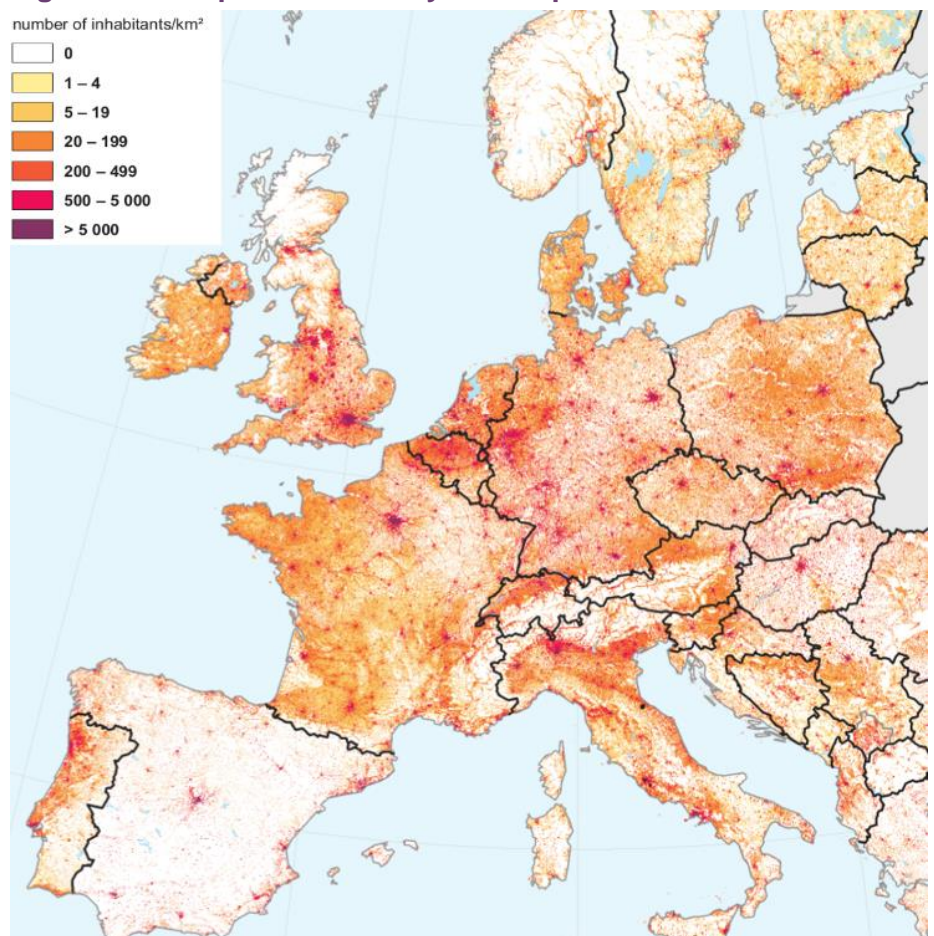 number of inhabitants/km²
0
1 – 4
5 – 19
20 – 199
200 – 499
500 – 5 000
> 5 000